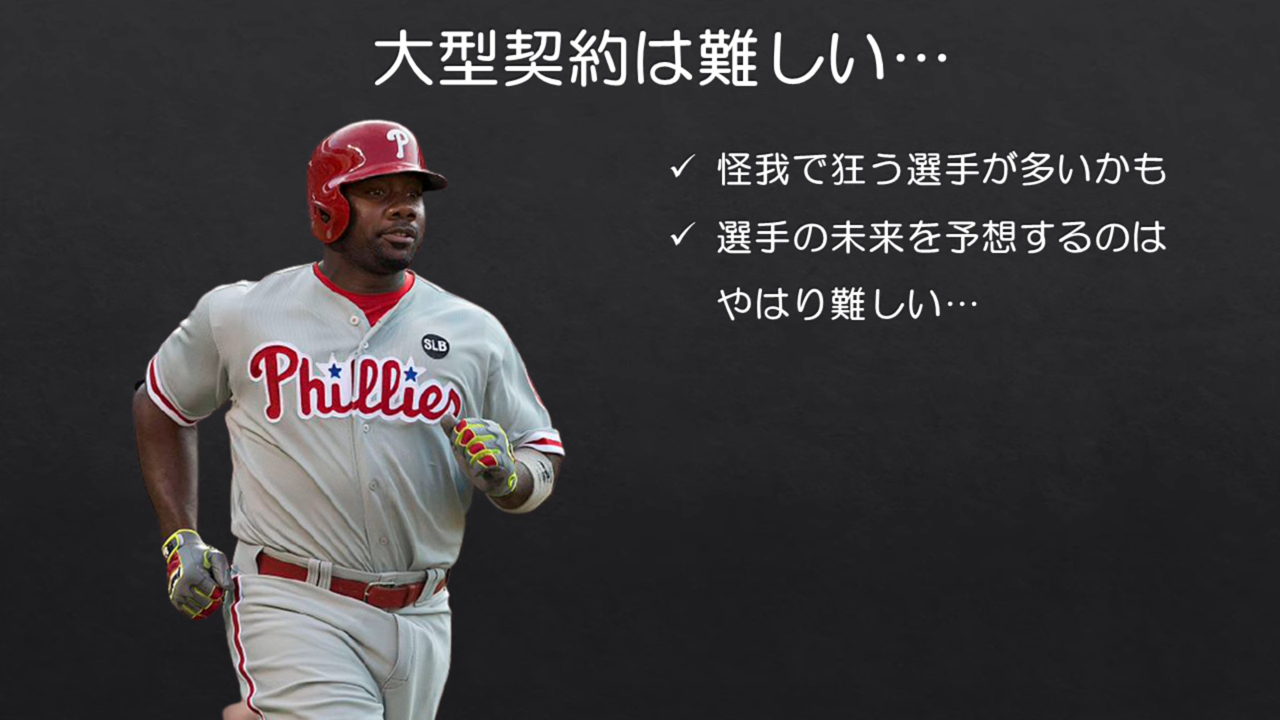 大型契約は難しい…
✓ 怪我で狂う選手が多いかも
✓ 選手の未来を予想するのは
やはり難しい…
P
SLB
Phillies